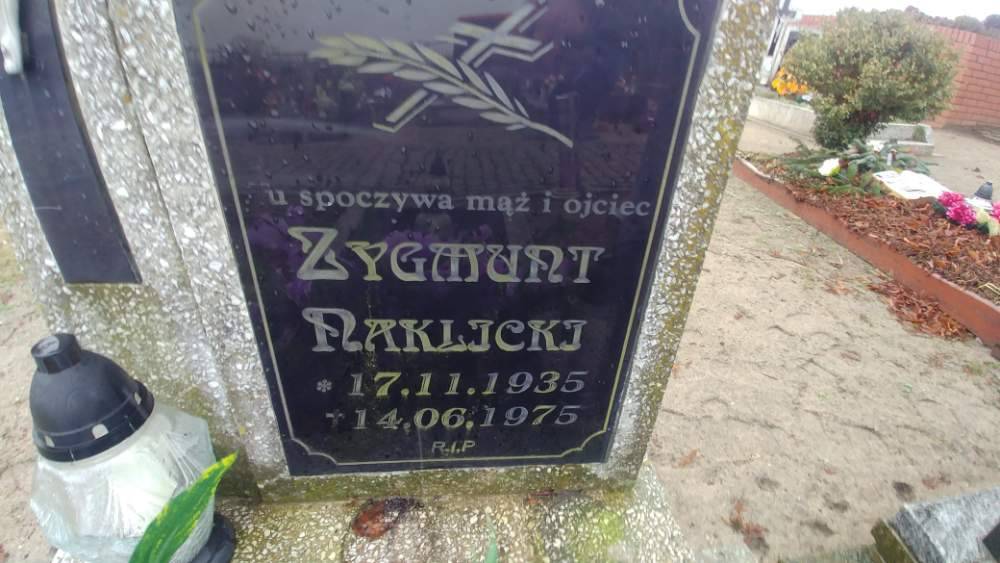 u spoczywa mąż i ojciec
ZYGMUNT
NAKLICKI
* 17.11.1935
† 14.06.1975
R.I.P